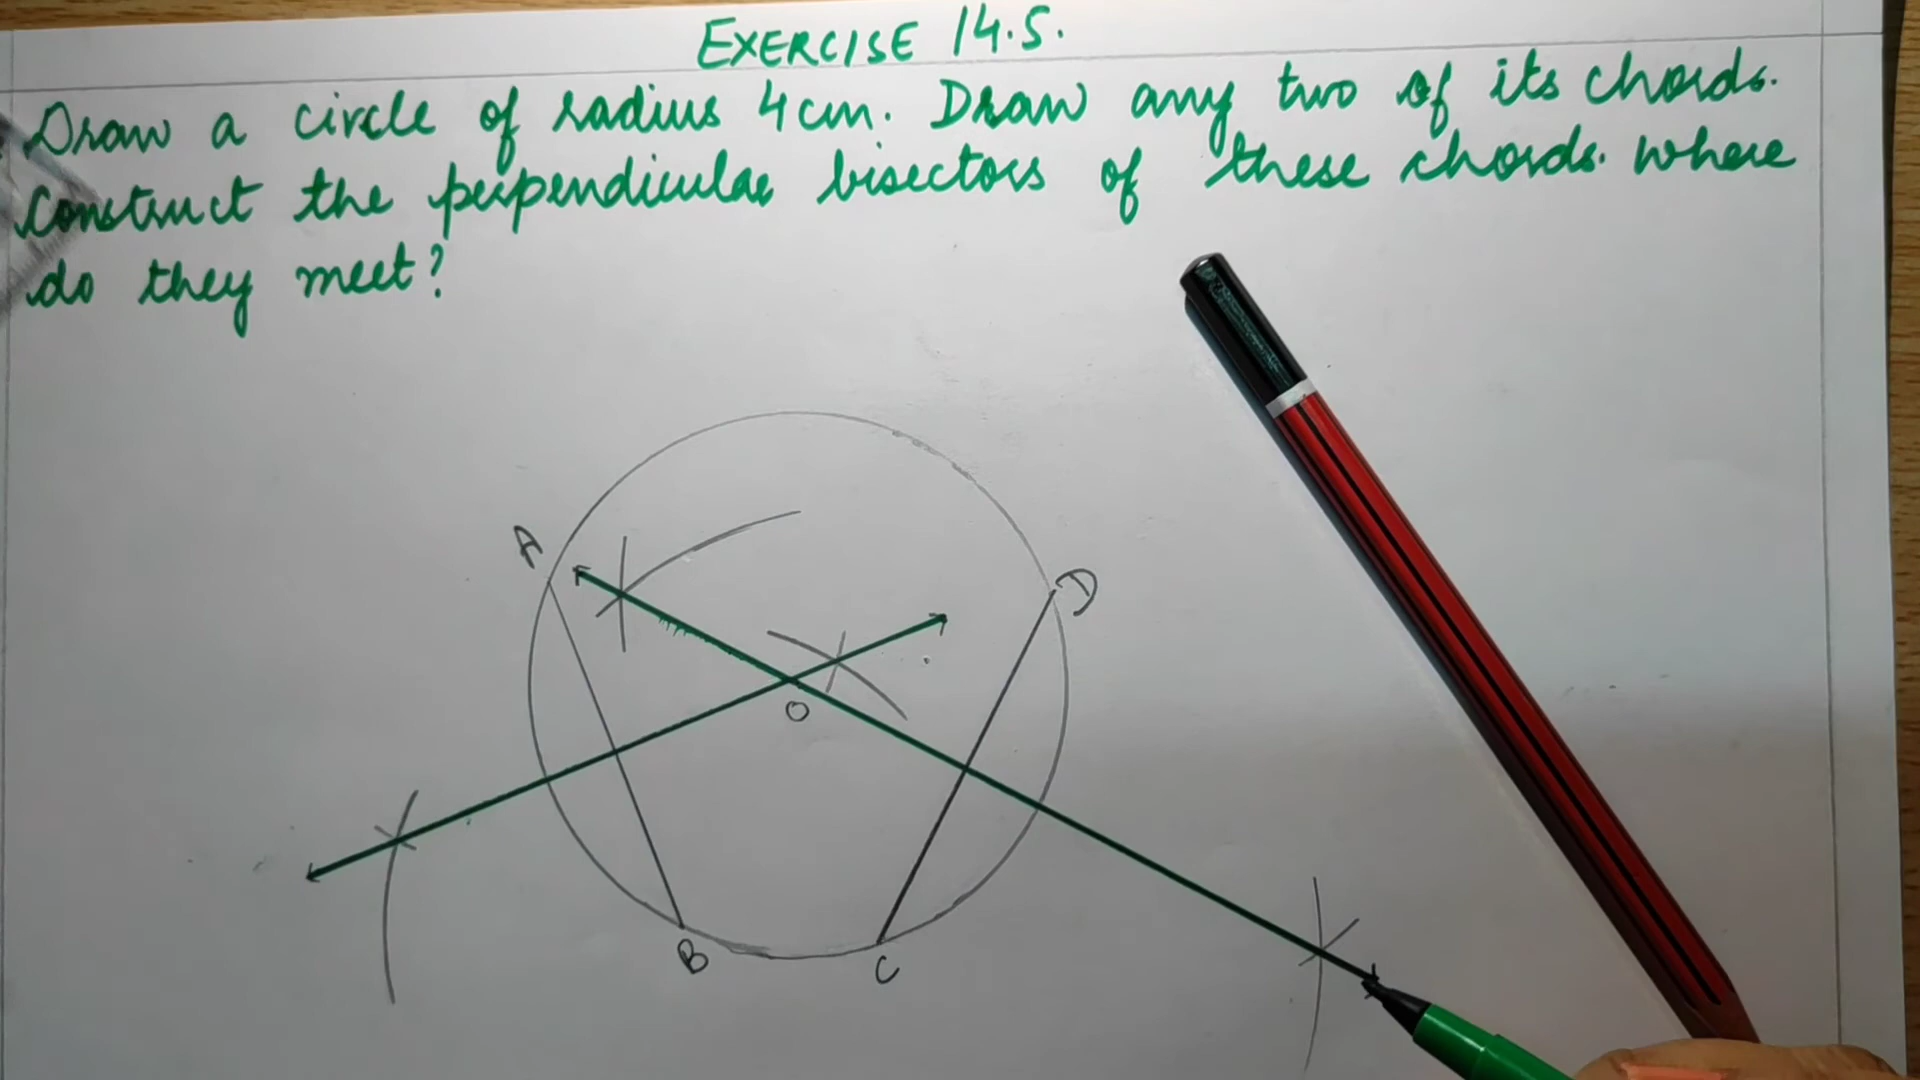 EXERCISE 14.5.
Draw a circle of radius 4cm. Draw any two of its chords.
Construct the perpendicular bisectors of these chords. where
do they meet?
A
D
O
B
C